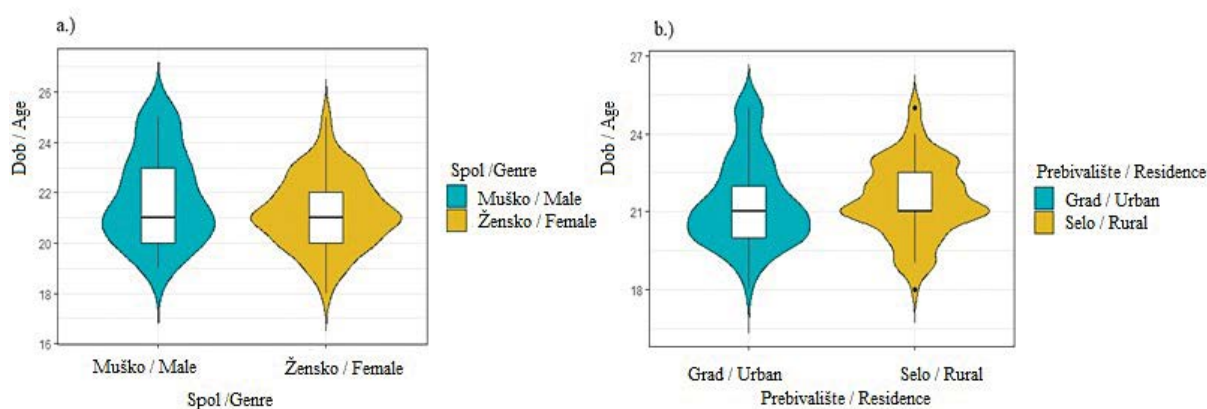 a.)
Dob / Age
26
24
22
20
18
16
Muško / Male
Žensko / Female
Spol /Genre
Spol /Genre
Muško / Male
Žensko / Female
b.)
Dob / Age
27
24
21
18
Grad / Urban
Selo / Rural
Prebivalište / Residence
Prebivalište / Residence
Grad / Urban
Selo / Rural